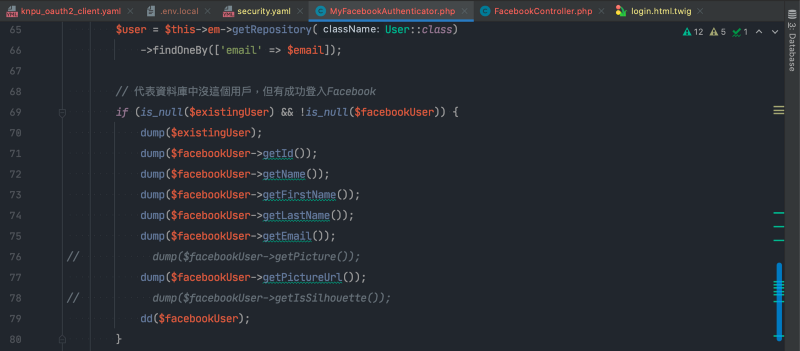 knpu_oauth2_client.yaml × .env.local × security.yaml × MyFacebookAuthenticator.php × FacebookController.php × login.html.twig ×
65 $user = $this->em->getRepository( className: User::class)
12 5 1
66 ->findOneBy(['email' => $email]);
67
68 // 代表資料庫中沒這個用戶，但有成功登入Facebook
69 if (is_null($existingUser) && !is_null($facebookUser)) {
70 dump($existingUser);
71 dump($facebookUser->getId());
72 dump($facebookUser->getName());
73 dump($facebookUser->getFirstName());
74 dump($facebookUser->getLastName());
75 dump($facebookUser->getEmail());
76 // dump($facebookUser->getPicture());
77 dump($facebookUser->getPictureUrl());
78 // dump($facebookUser->getIsSilhouette());
79 dd($facebookUser);
80 }
3: Database